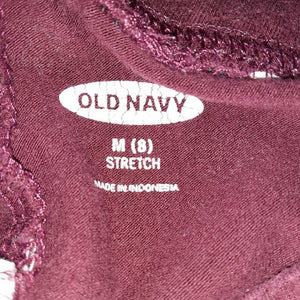 OLD NAVY
M (8)
STRETCH
MADE IN INDONESIA